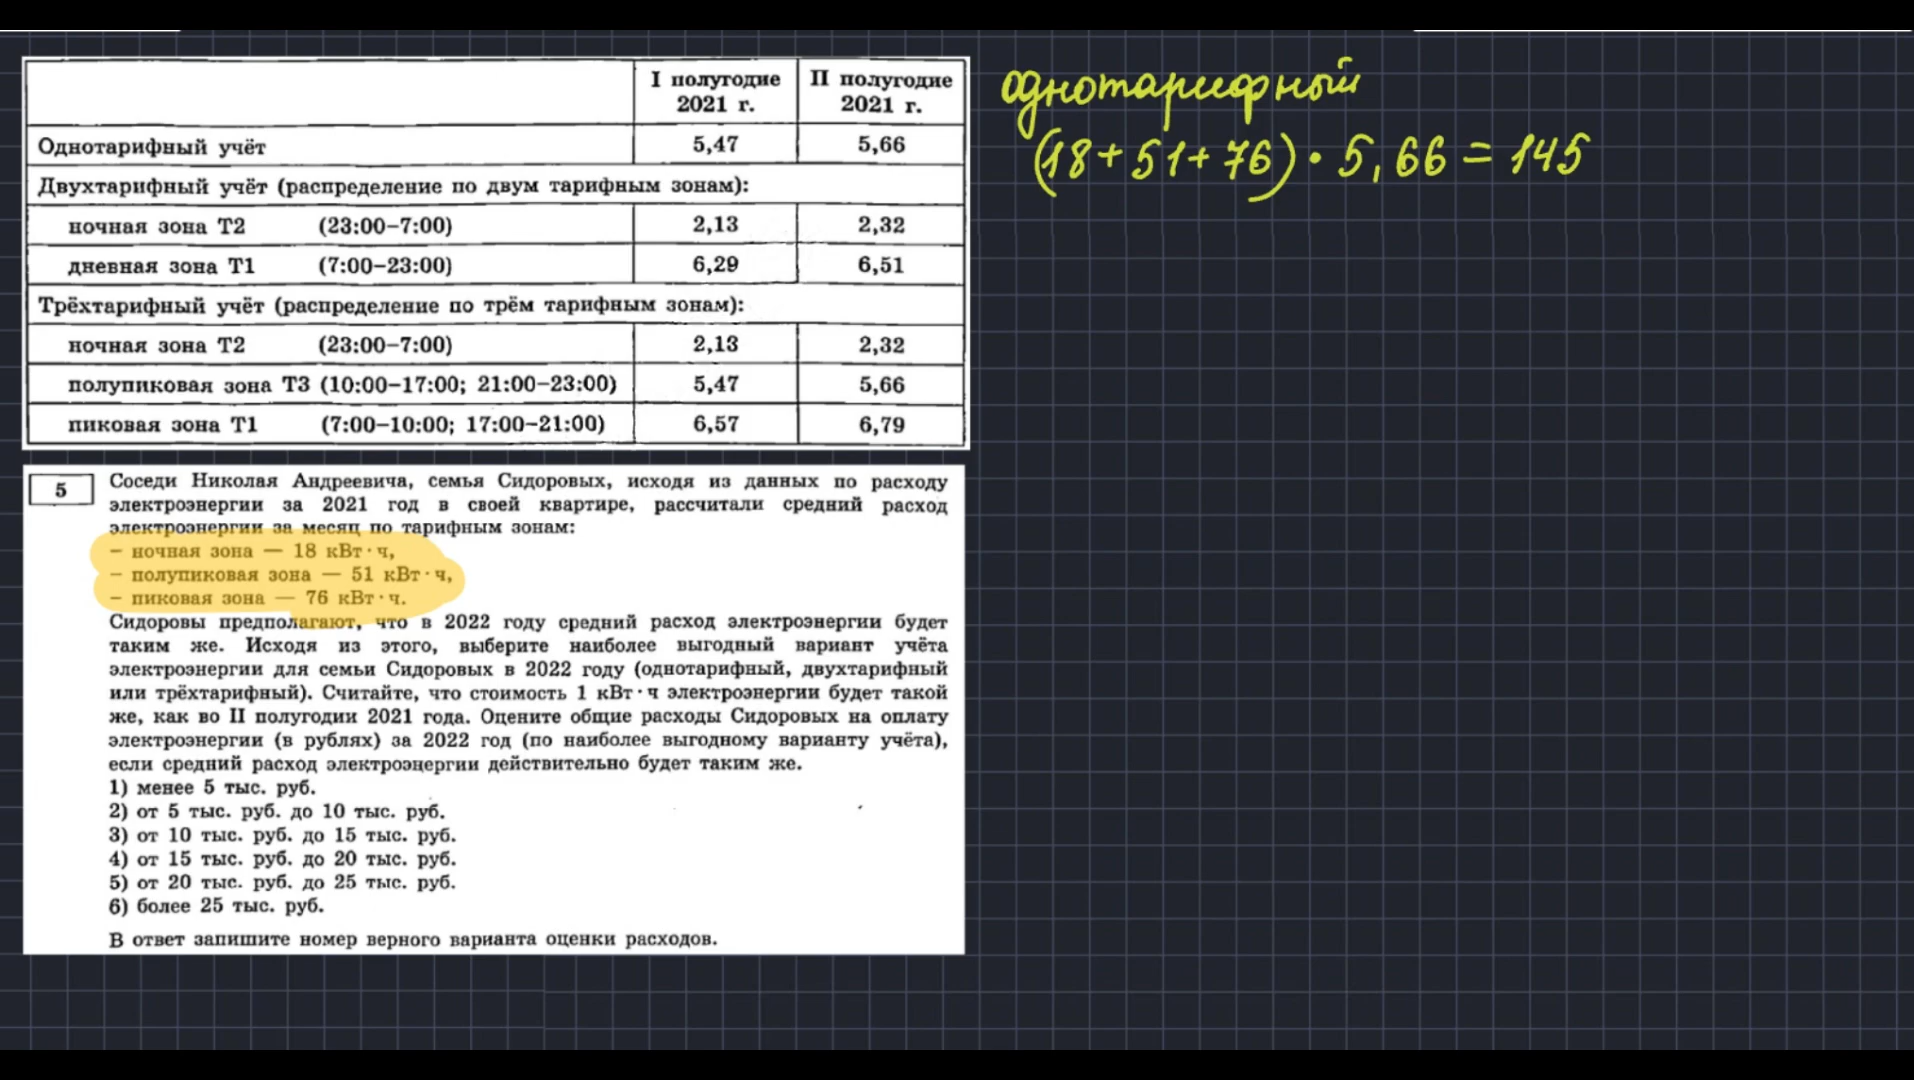 I полугодие 2021 г. II полугодие 2021 г.
Однотарифный учёт 5,47 5,66
Двухтарифный учёт (распределение по двум тарифным зонам):
ночная зона Т2 (23:00–7:00) 2,13 2,32
дневная зона Т1 (7:00–23:00) 6,29 6,51
Трёхтарифный учёт (распределение по трём тарифным зонам):
ночная зона Т2 (23:00–7:00) 2,13 2,32
полупиковая зона Т3 (10:00–17:00; 21:00–23:00) 5,47 5,66
пиковая зона Т1 (7:00–10:00; 17:00–21:00) 6,57 6,79
5
Соседи Николая Андреевича, семья Сидоровых, исходя из данных по расходу
электроэнергии за 2021 год в своей квартире, рассчитали средний расход
электроэнергии за месяц по тарифным зонам:
– ночная зона — 18 кВт·ч,
– полупиковая зона — 51 кВт·ч,
– пиковая зона — 76 кВт·ч.
Сидоровы предполагают, что в 2022 году средний расход электроэнергии будет
таким же. Исходя из этого, выберите наиболее выгодный вариант учёта
электроэнергии для семьи Сидоровых в 2022 году (однотарифный, двухтарифный
или трёхтарифный). Считайте, что стоимость 1 кВт·ч электроэнергии будет такой
же, как во II полугодии 2021 года. Оцените общие расходы Сидоровых на оплату
электроэнергии (в рублях) за 2022 год (по наиболее выгодному варианту учёта),
если средний расход электроэнергии действительно будет таким же.
1) менее 5 тыс. руб.
2) от 5 тыс. руб. до 10 тыс. руб.
3) от 10 тыс. руб. до 15 тыс. руб.
4) от 15 тыс. руб. до 20 тыс. руб.
5) от 20 тыс. руб. до 25 тыс. руб.
6) более 25 тыс. руб.
В ответ запишите номер верного варианта оценки расходов.
однотарифный
(18+51+76)·5,66=145